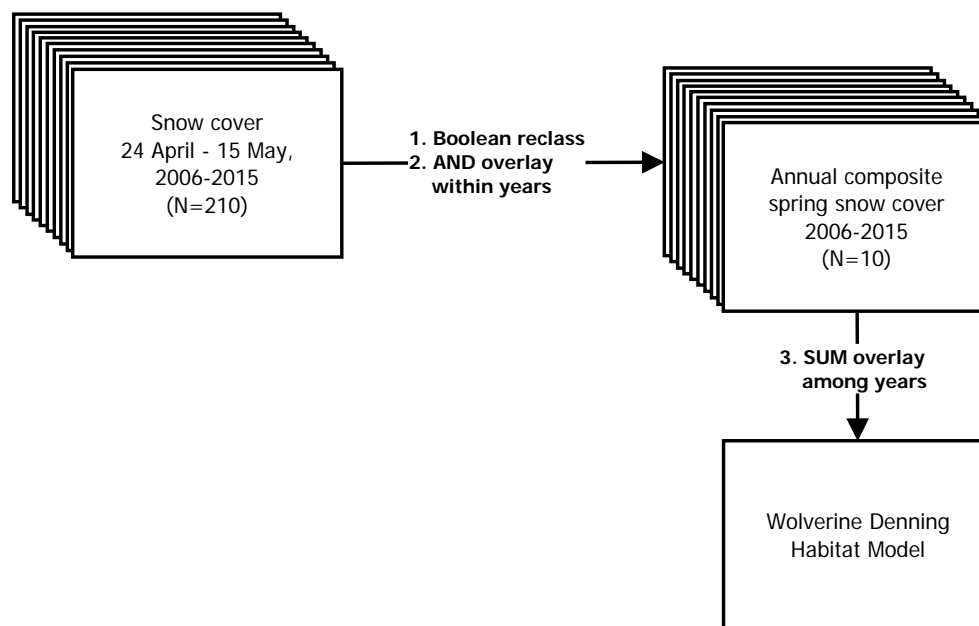 Snow cover
24 April - 15 May,
2006-2015
(N=210)
1. Boolean reclass
2. AND overlay
within years
Annual composite
spring snow cover
2006-2015
(N=10)
3. SUM overlay
among years
Wolverine Denning
Habitat Model